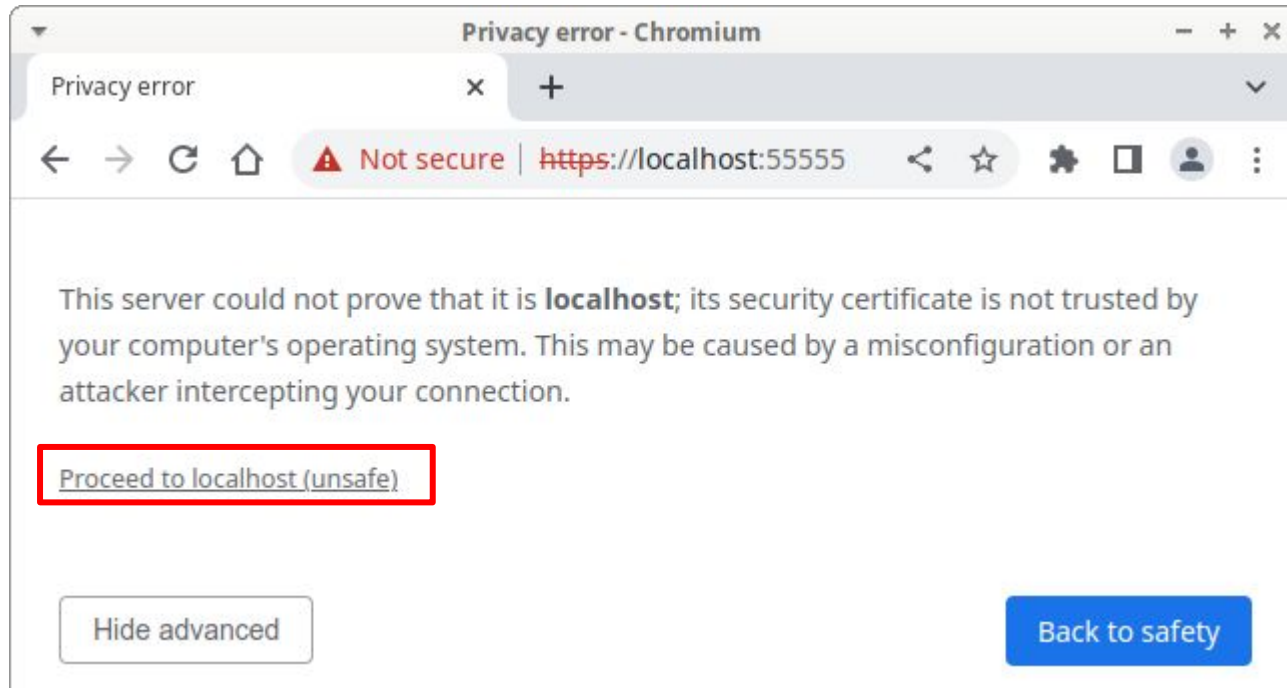 Privacy error - Chromium
Privacy error
Not secure | https://localhost:55555
This server could not prove that it is localhost; its security certificate is not trusted by
your computer's operating system. This may be caused by a misconfiguration or an
attacker intercepting your connection.
Proceed to localhost (unsafe)
Hide advanced
Back to safety